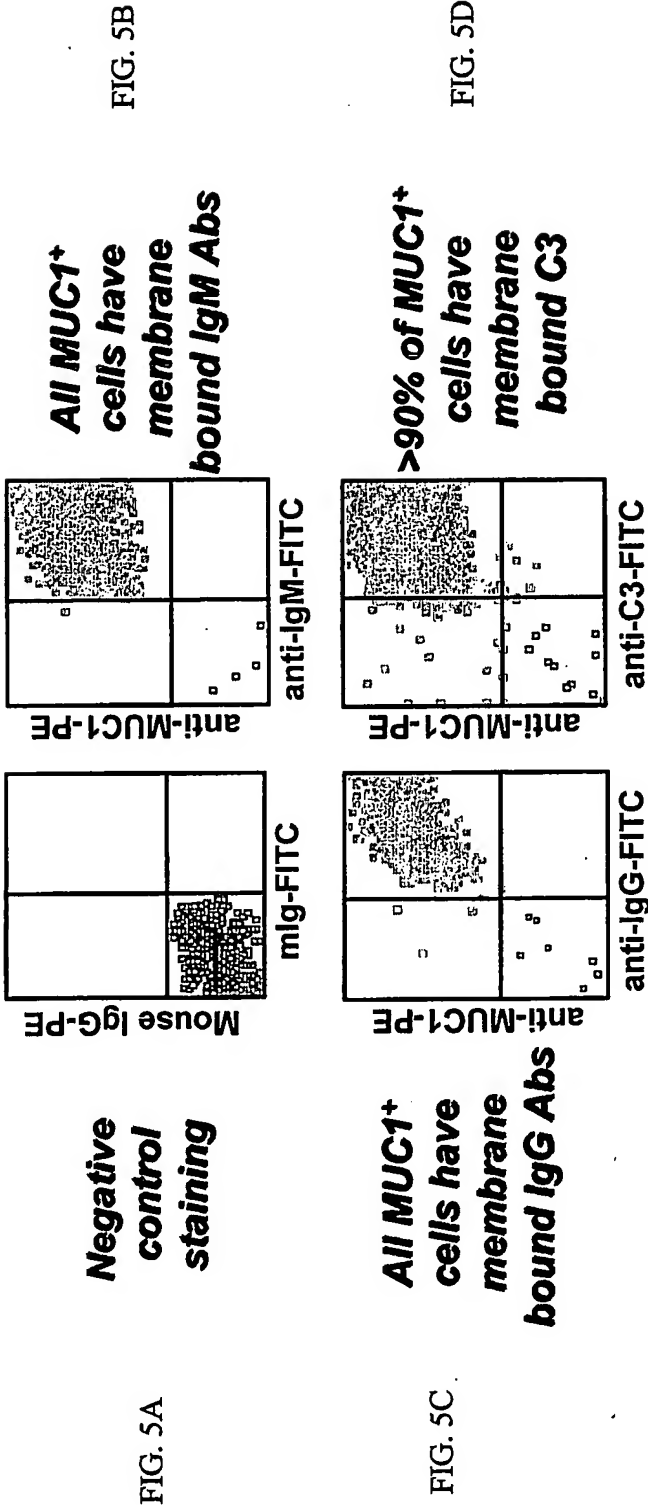 FIG. 5A
Negative
control
staining
Mouse IgG-PE
mIg-FITC
anti-MUC1-PE
anti-IgM-FITC
All MUC1+
cells have
membrane
bound IgM Abs
FIG. 5B
FIG. 5C
All MUC1+
cells have
membrane
bound IgG Abs
anti-MUC1-PE
anti-IgG-FITC
anti-MUC1-PE
anti-C3-FITC
>90% of MUC1+
cells have
membrane
bound C3
FIG. 5D